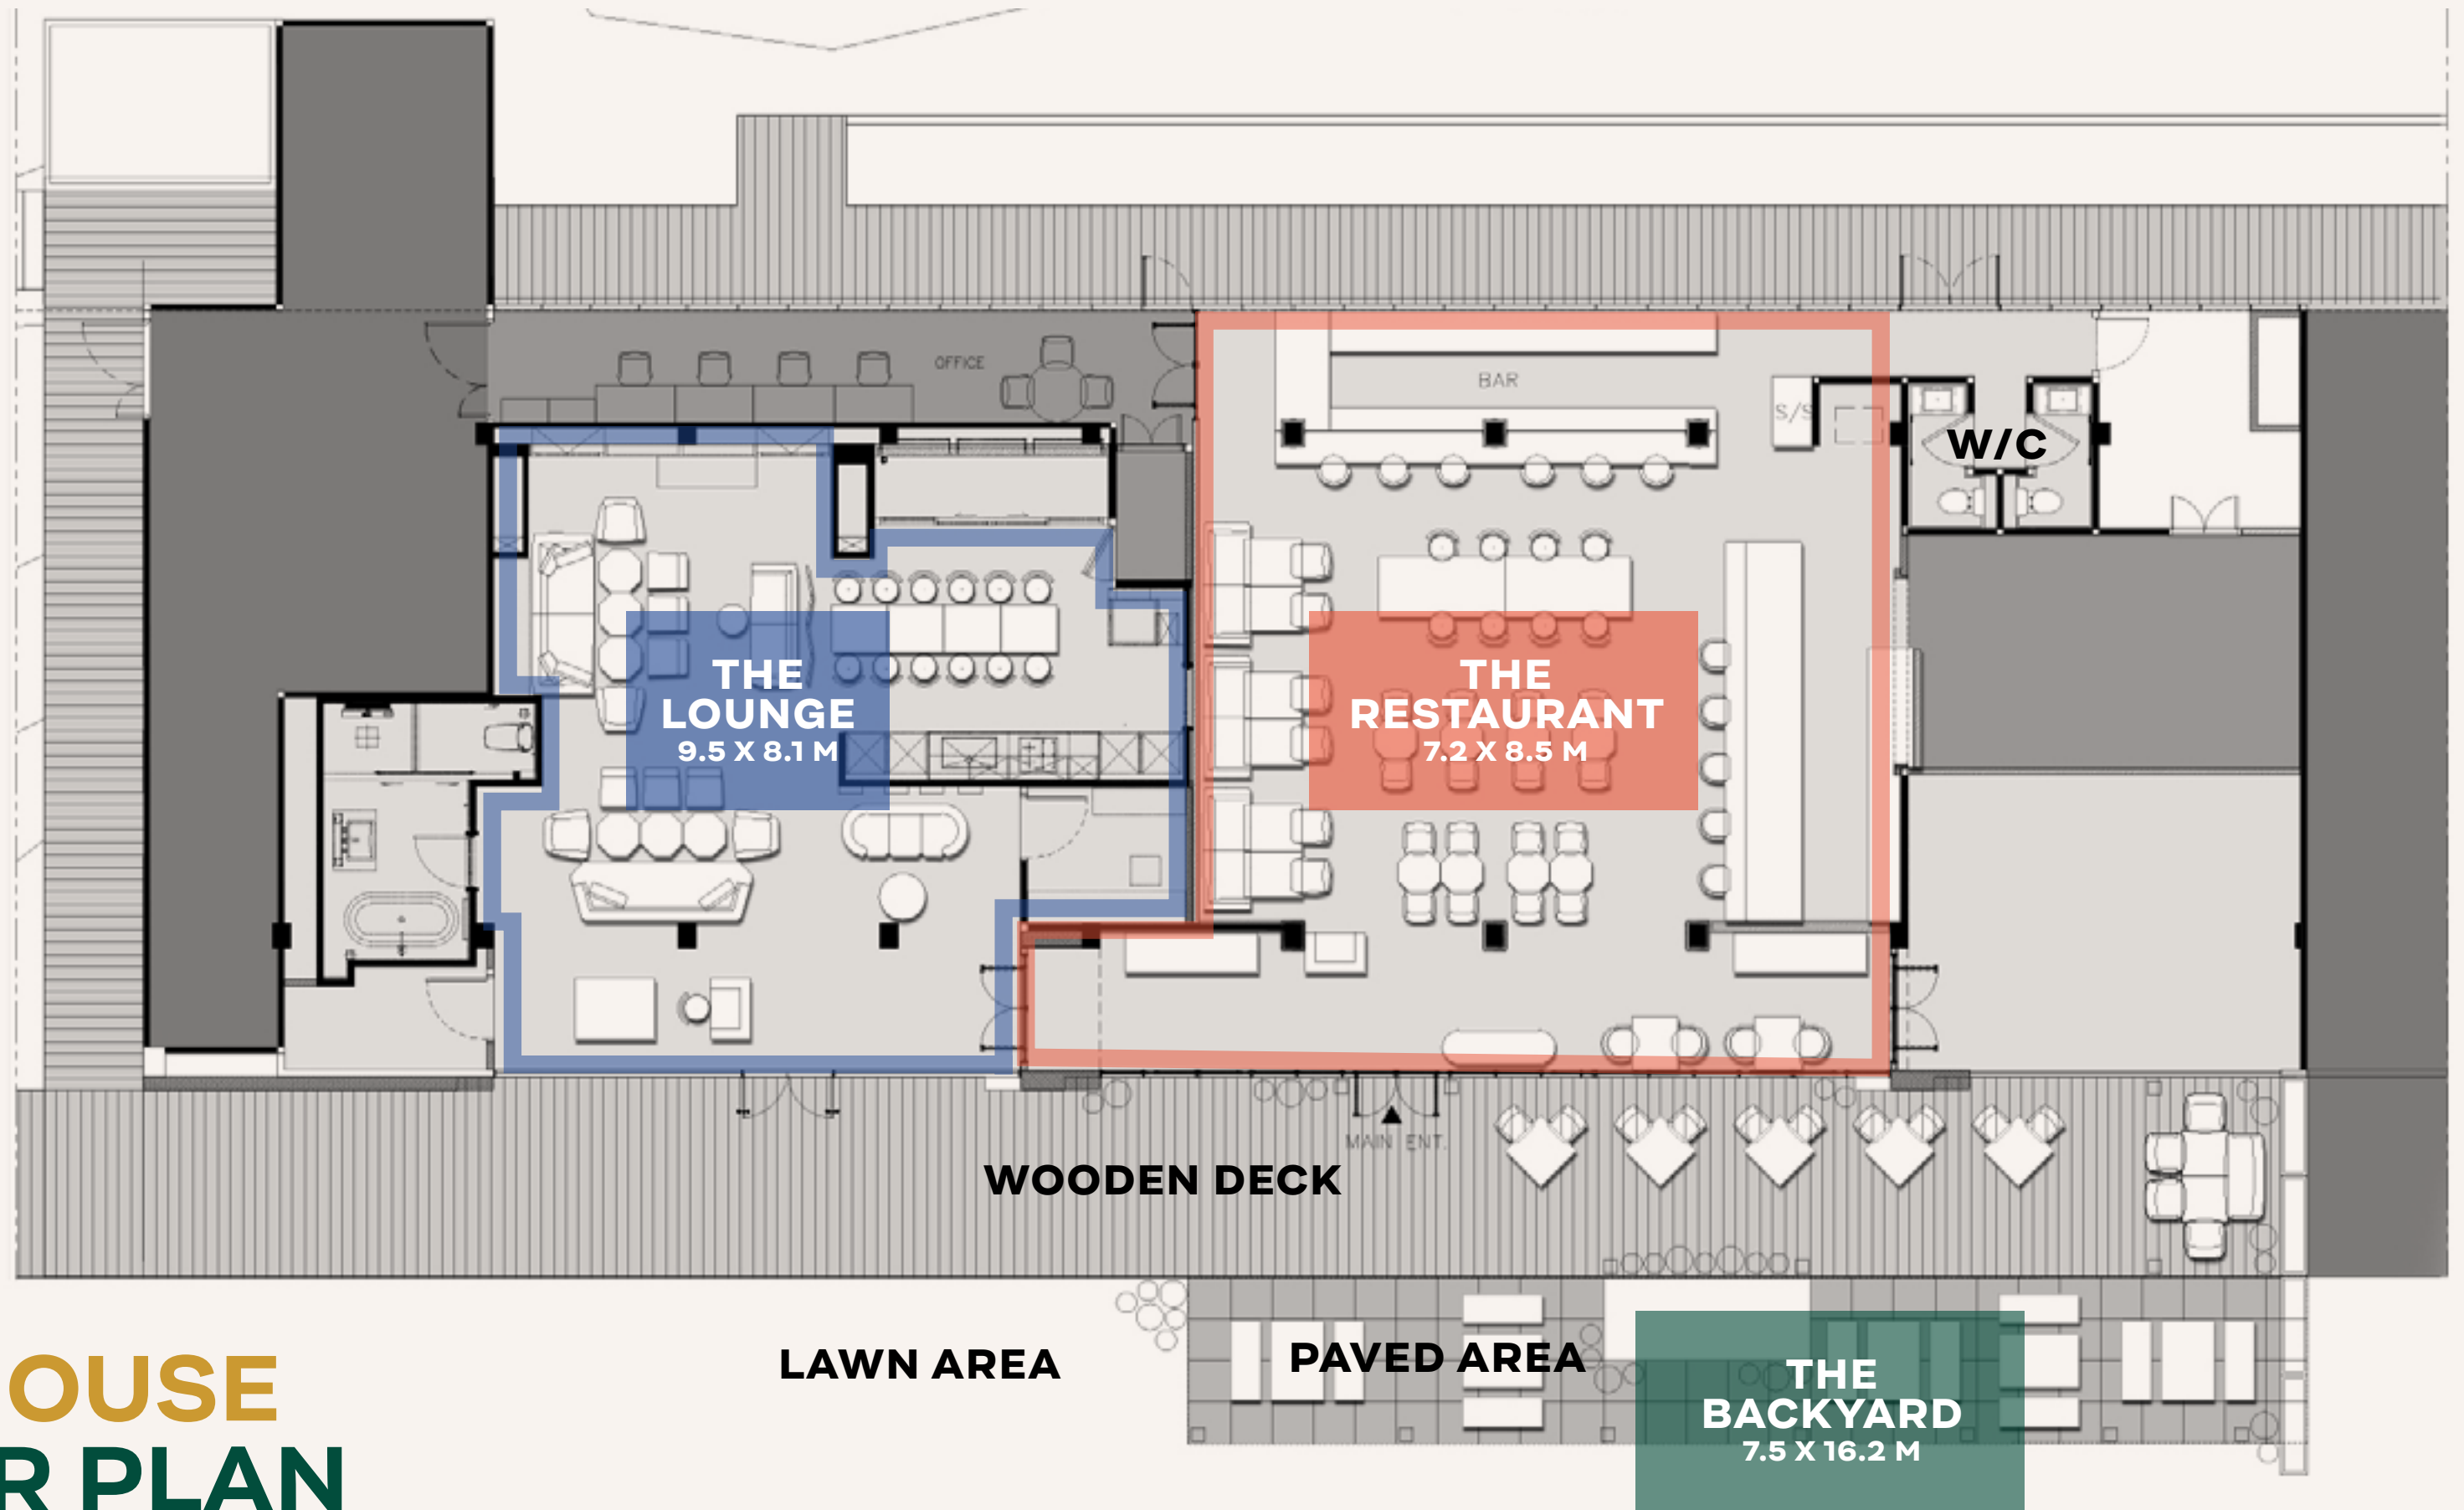 OFFICE
BAR
S/S
W/C
THE
LOUNGE
9.5 X 8.1 M
THE
RESTAURANT
7.2 X 8.5 M
MAIN ENT.
WOODEN DECK
LAWN AREA
PAVED AREA
THE
BACKYARD
7.5 X 16.2 M
OUSE
R PLAN